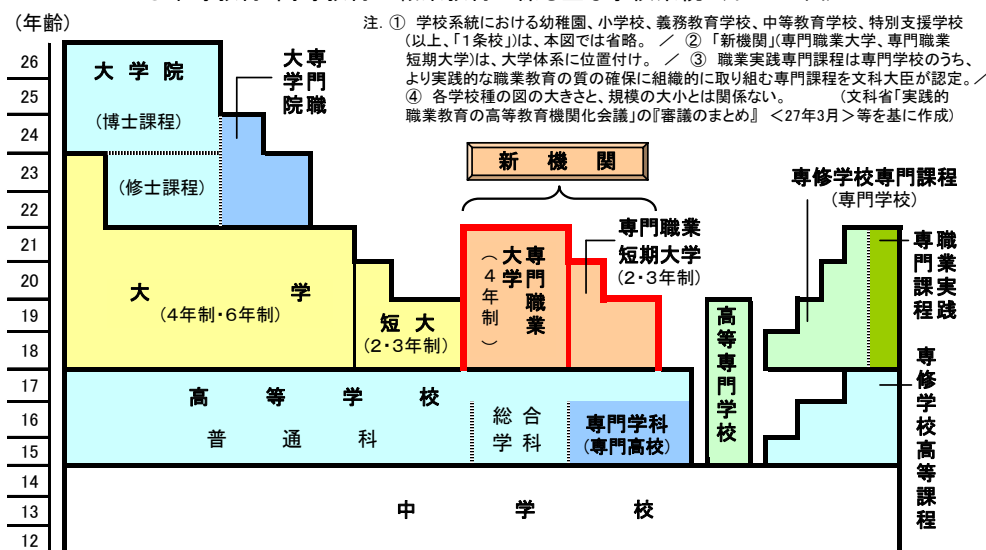 (年齢)
26
25
24
23
22
21
20
19
18
17
16
15
14
13
12
注. ① 学校系統における幼稚園、小学校、義務教育学校、中等教育学校、特別支援学校
(以上、「1条校」)は、本図では省略。 ／ ② 「新機関」(専門職業大学、専門職業
短期大学)は、大学体系に位置付け。 ／ ③ 職業実践専門課程は専門学校のうち、
より実践的な職業教育の質の確保に組織的に取り組む専門課程を文科大臣が認定。／
④ 各学校種の図の大きさと、規模の大小とは関係ない。 (文科省「実践的
職業教育の高等教育機関化会議」の『審議のまとめ』 <27年3月>等を基に作成)
大学院
(博士課程)
(修士課程)
専門職
大学院
新機関
大学
(4年制・6年制)
短大
(2・3年制)
専門職業
大学
(4年制)
専門職業
短期大学
(2・3年制)
専修学校専門課程
(専門学校)
職業実践
専門課程
高等専門学校
専修学校高等課程
高等学校
普通科
総合
学科
専門学科
(専門高校)
中学校